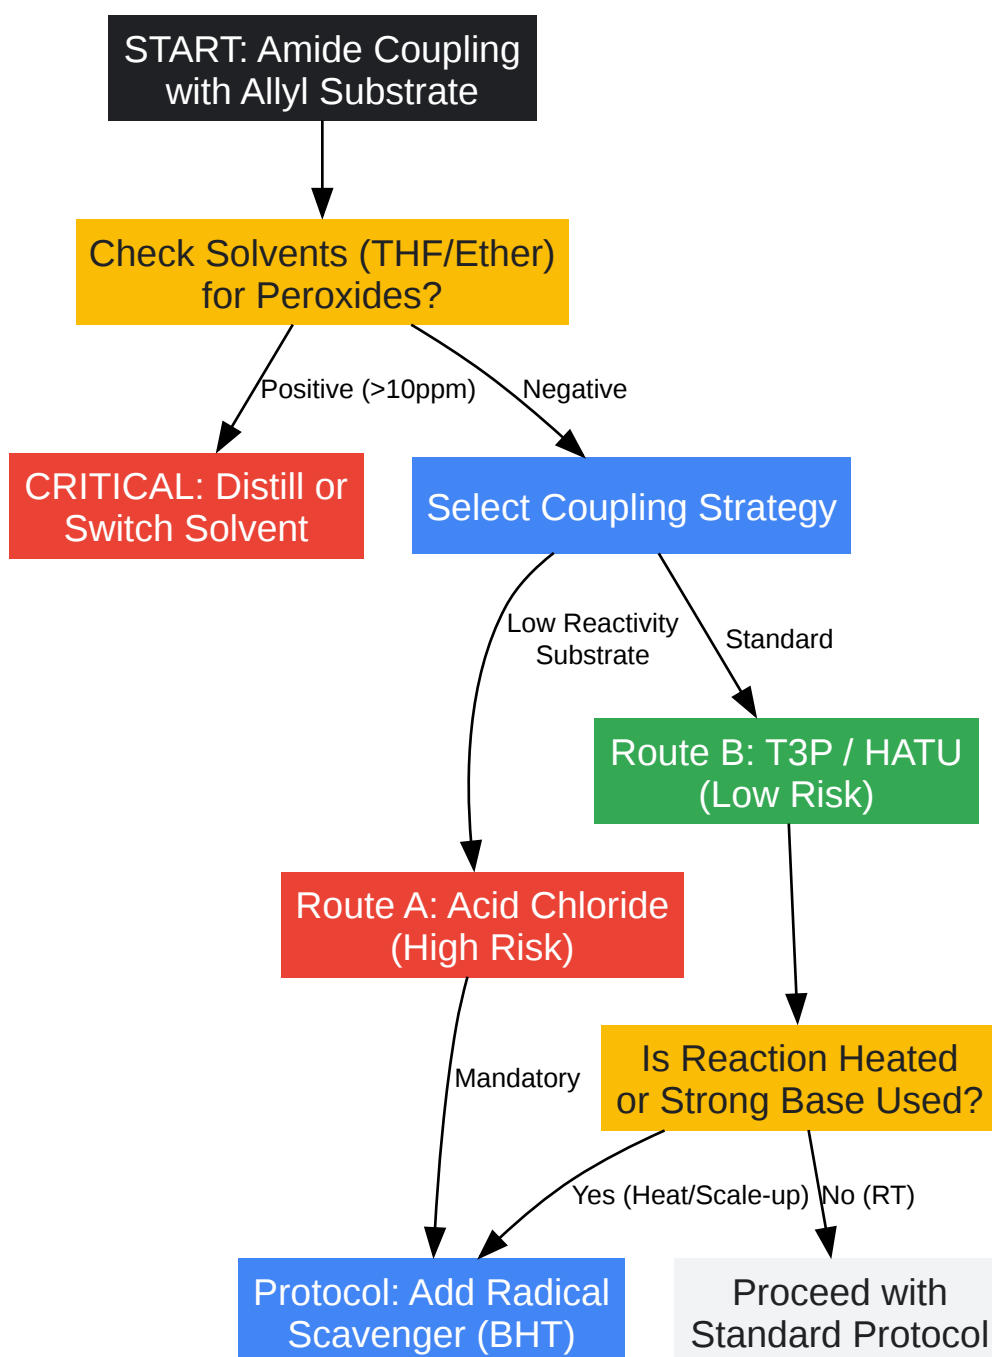 START: Amide Coupling
with Allyl Substrate
Check Solvents (THF/Ether)
for Peroxides?
Positive (>10ppm)
Negative
CRITICAL: Distill or
Switch Solvent
Select Coupling Strategy
Low Reactivity
Substrate
Standard
Route B: T3P / HATU
(Low Risk)
Route A: Acid Chloride
(High Risk)
Is Reaction Heated
or Strong Base Used?
Mandatory
Yes (Heat/Scale-up)
No (RT)
Protocol: Add Radical
Scavenger (BHT)
Proceed with
Standard Protocol